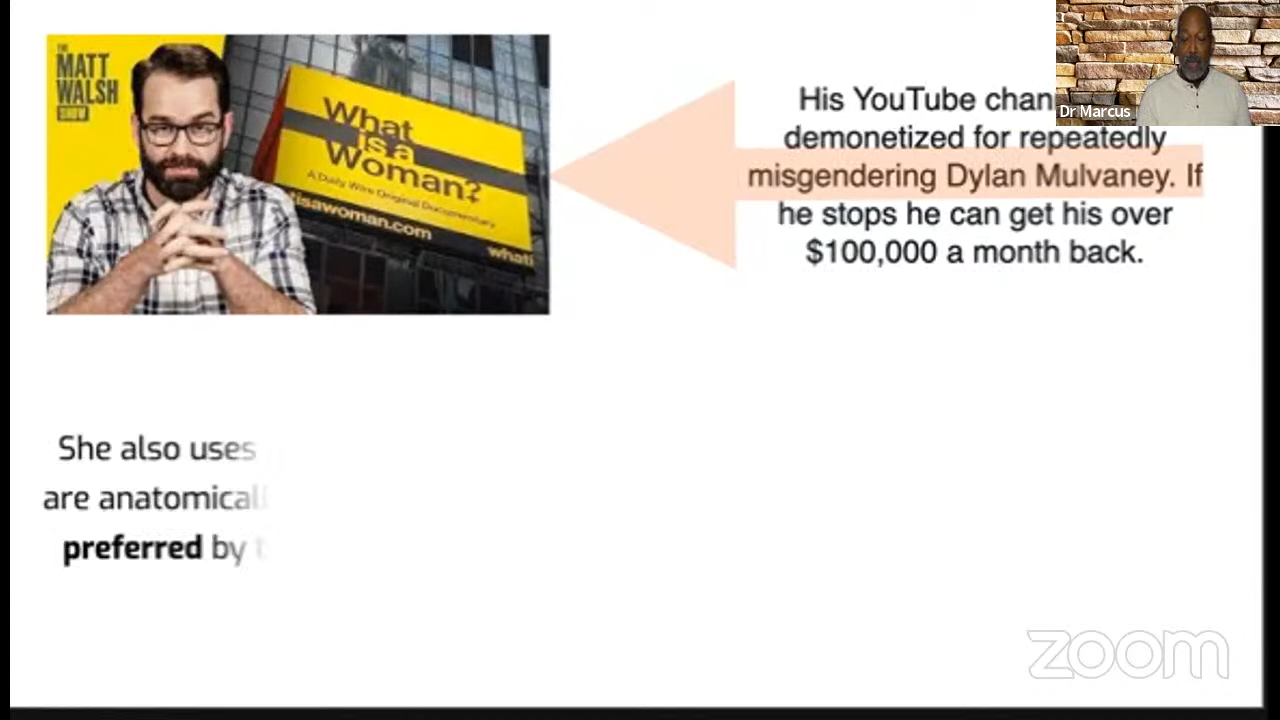 THE
MATT
WALSH
SHOW
What
is a
Woman?
A Daily Wire Original Documentary
tisawoman.com
whati
His YouTube chan
demonetized for repeatedly
misgendering Dylan Mulvaney. If
he stops he can get his over
$100,000 a month back.
Dr Marcus
She also uses
are anatomical
preferred by
zoom